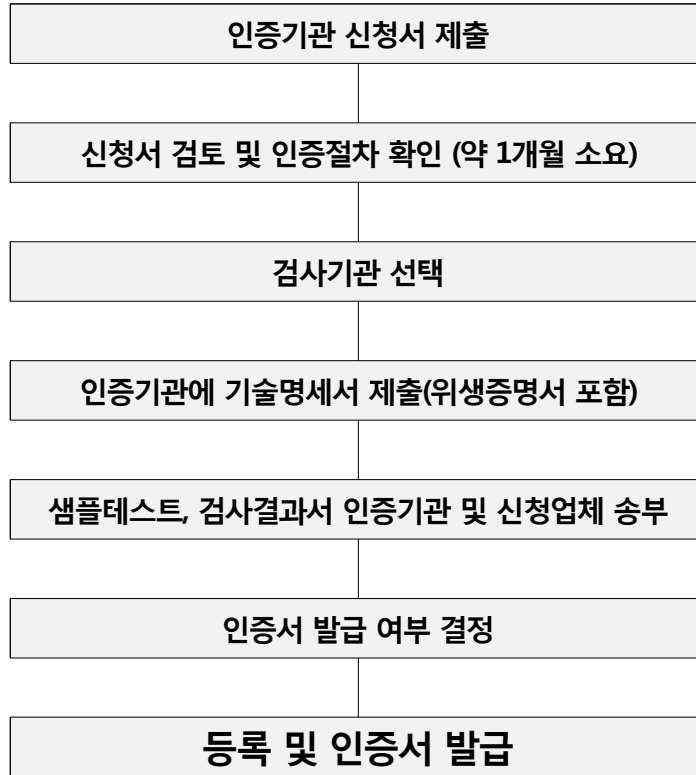 인증기관 신청서 제출
신청서 검토 및 인증절차 확인 (약 1개월 소요)
검사기관 선택
인증기관에 기술명세서 제출(위생증명서 포함)
샘플테스트, 검사결과서 인증기관 및 신청업체 송부
인증서 발급 여부 결정
등록 및 인증서 발급